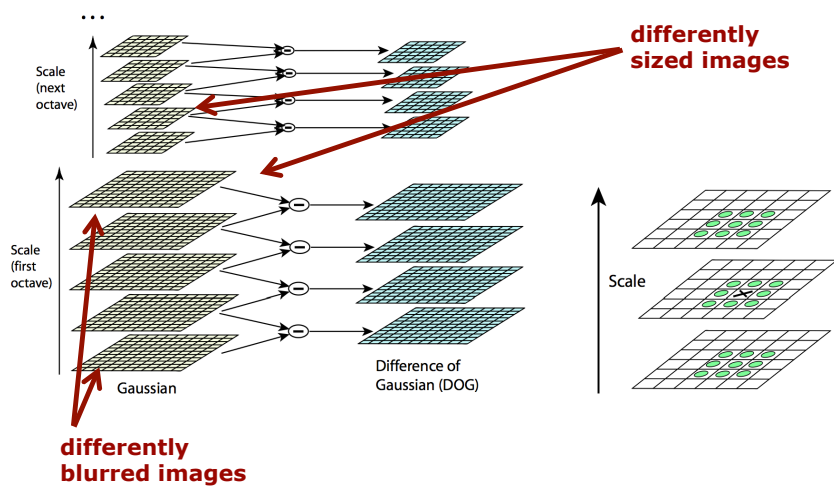 ...
differently
sized images
Scale
(next
octave)
Scale
(first
octave)
Gaussian
Difference of
Gaussian (DOG)
Scale
differently
blurred images